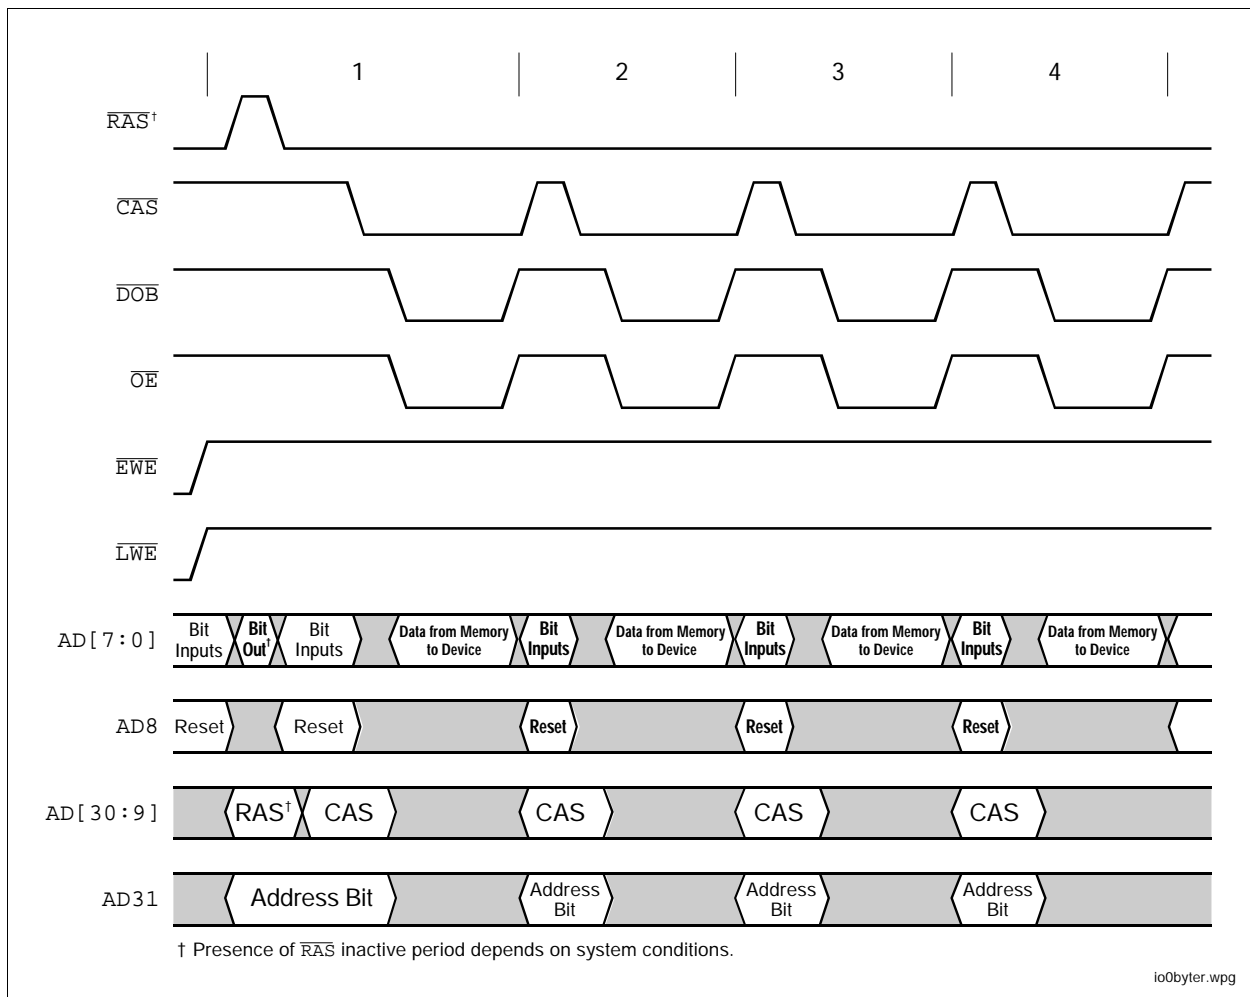 1 2 3 4
RAS†
CAS
DOB
OE
EWE
LWE
AD[7:0] Bit Inputs Bit Out† Bit Inputs Data from Memory to Device Bit Inputs Data from Memory to Device Bit Inputs Data from Memory to Device Bit Inputs Data from Memory to Device
AD8 Reset Reset Reset Reset Reset
AD[30:9] RAS† CAS CAS CAS CAS
AD31 Address Bit Address Bit Address Bit Address Bit
† Presence of RAS inactive period depends on system conditions.
io0byter.wpg